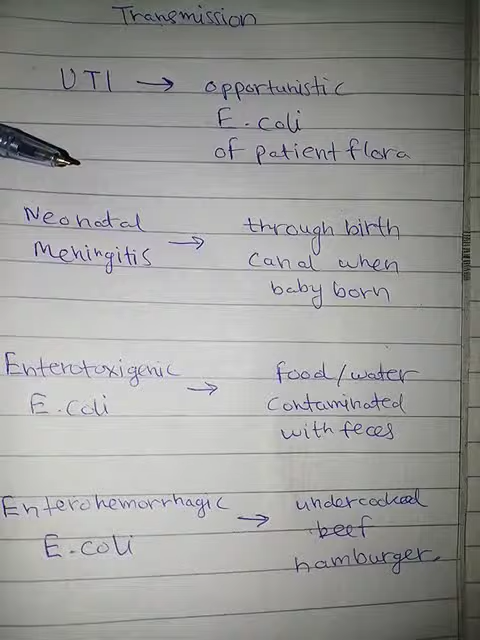 Transmission
UTI → opportunistic
E. coli
of patient flora
Neonatal
Meningitis → through birth
canal when
baby born
Enterotoxigenic
E. coli → food/water
contaminated
with feces
Enterohemorrhagic
E. coli → undercooked
beef
hamburger.